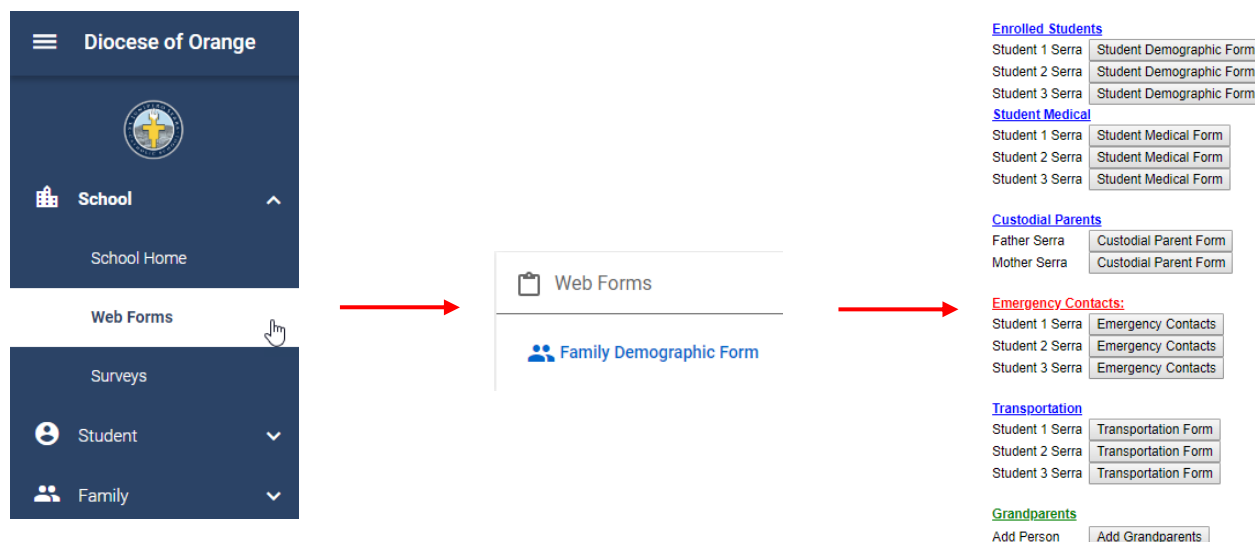 Diocese of Orange
School
School Home
Web Forms
Surveys
Student
Family
Web Forms
Family Demographic Form
Enrolled Students
Student 1 Serra Student Demographic Form
Student 2 Serra Student Demographic Form
Student 3 Serra Student Demographic Form
Student Medical
Student 1 Serra Student Medical Form
Student 2 Serra Student Medical Form
Student 3 Serra Student Medical Form
Custodial Parents
Father Serra Custodial Parent Form
Mother Serra Custodial Parent Form
Emergency Contacts:
Student 1 Serra Emergency Contacts
Student 2 Serra Emergency Contacts
Student 3 Serra Emergency Contacts
Transportation
Student 1 Serra Transportation Form
Student 2 Serra Transportation Form
Student 3 Serra Transportation Form
Grandparents
Add Person Add Grandparents